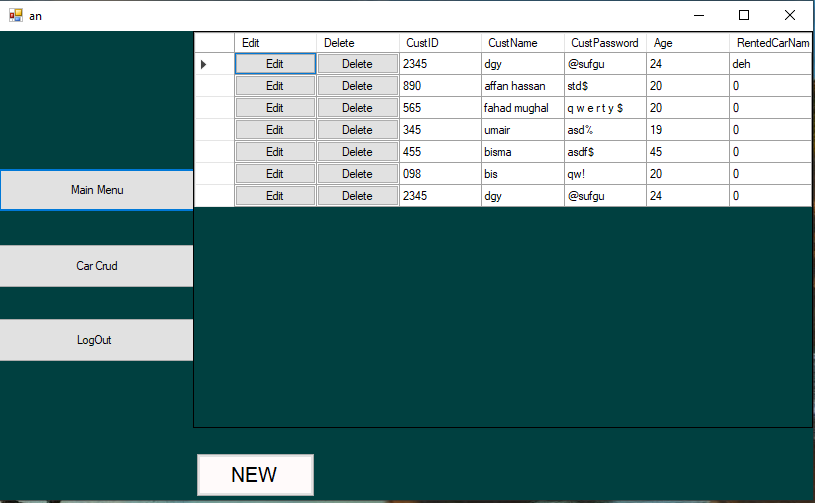 an
Edit Delete CustID CustName CustPassword Age RentedCarNam
Edit Delete 2345 dgy @sufgu 24 deh
Edit Delete 890 affan hassan std$ 20 0
Edit Delete 565 fahad mughal q w e r t y $ 20 0
Edit Delete 345 umair asd% 19 0
Edit Delete 455 bisma asdf$ 45 0
Edit Delete 098 bis qw! 20 0
Edit Delete 2345 dgy @sufgu 24 0
Main Menu
Car Crud
LogOut
NEW